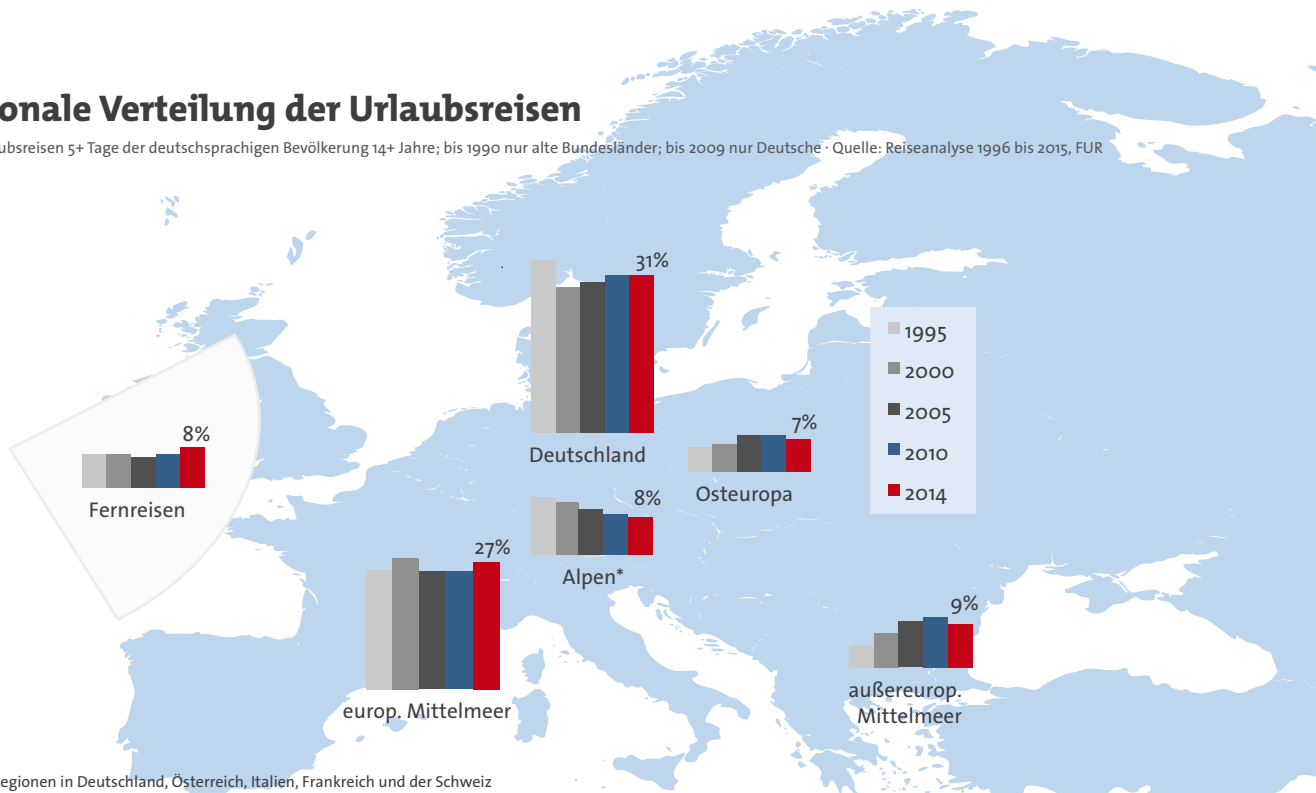 onale Verteilung der Urlaubsreisen
ubsreisen 5+ Tage der deutschsprachigen Bevölkerung 14+ Jahre; bis 1990 nur alte Bundesländer; bis 2009 nur Deutsche · Quelle: Reiseanalyse 1996 bis 2015, FUR
31%
Deutschland
1995
2000
2005
2010
2014
7%
Osteuropa
8%
Fernreisen
8%
Alpen*
27%
europ. Mittelmeer
9%
außereurop.
Mittelmeer
egionen in Deutschland, Österreich, Italien, Frankreich und der Schweiz